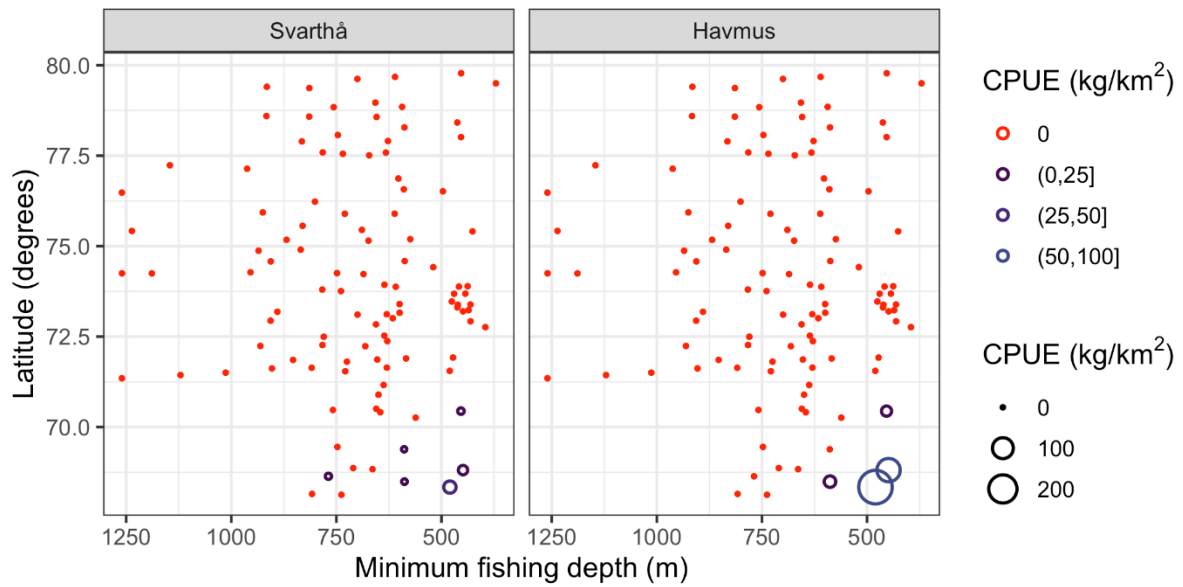 Svarthå
Havmus
80.0
77.5
75.0
72.5
70.0
Latitude (degrees)
1250 1000 750 500
1250 1000 750 500
Minimum fishing depth (m)
CPUE (kg/km²)
0
(0,25]
(25,50]
(50,100]
CPUE (kg/km²)
0
100
200